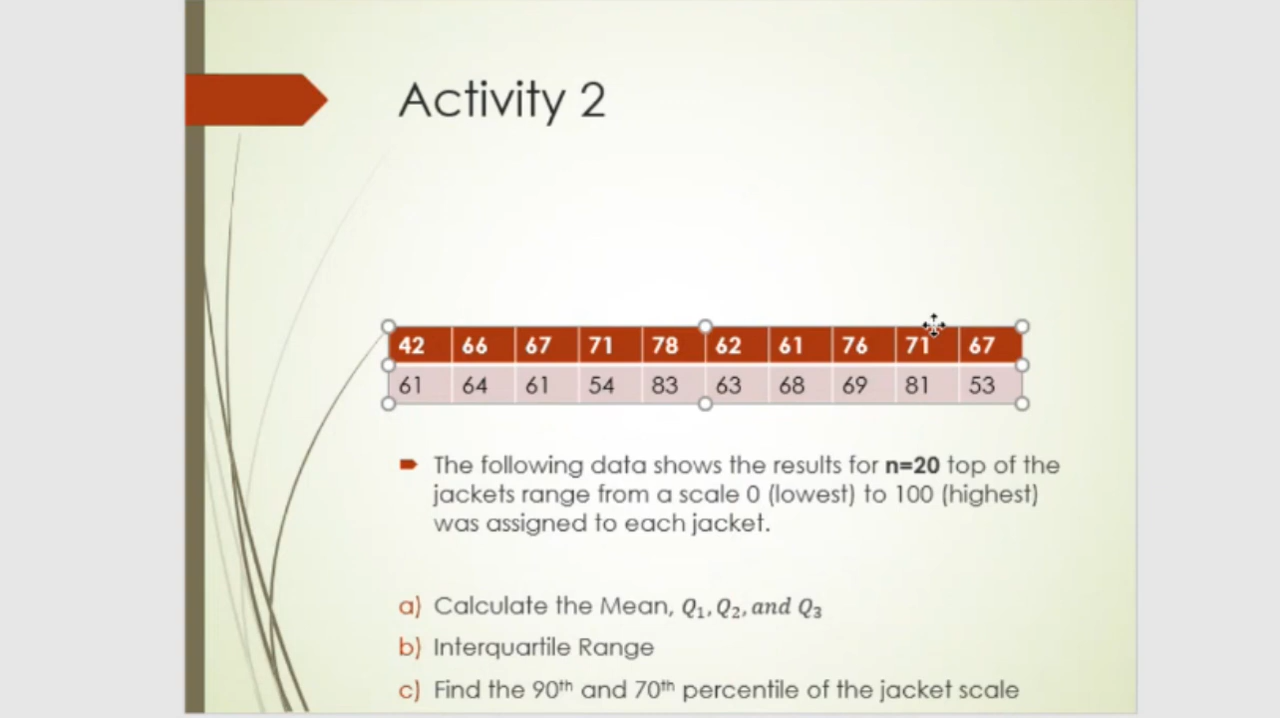 Activity 2
42 66 67 71 78 62 61 76 71 67
61 64 61 54 83 63 68 69 81 53
The following data shows the results for n=20 top of the
jackets range from a scale 0 (lowest) to 100 (highest)
was assigned to each jacket.
a) Calculate the Mean, Q₁, Q₂, and Q₃
b) Interquartile Range
c) Find the 90th and 70th percentile of the jacket scale